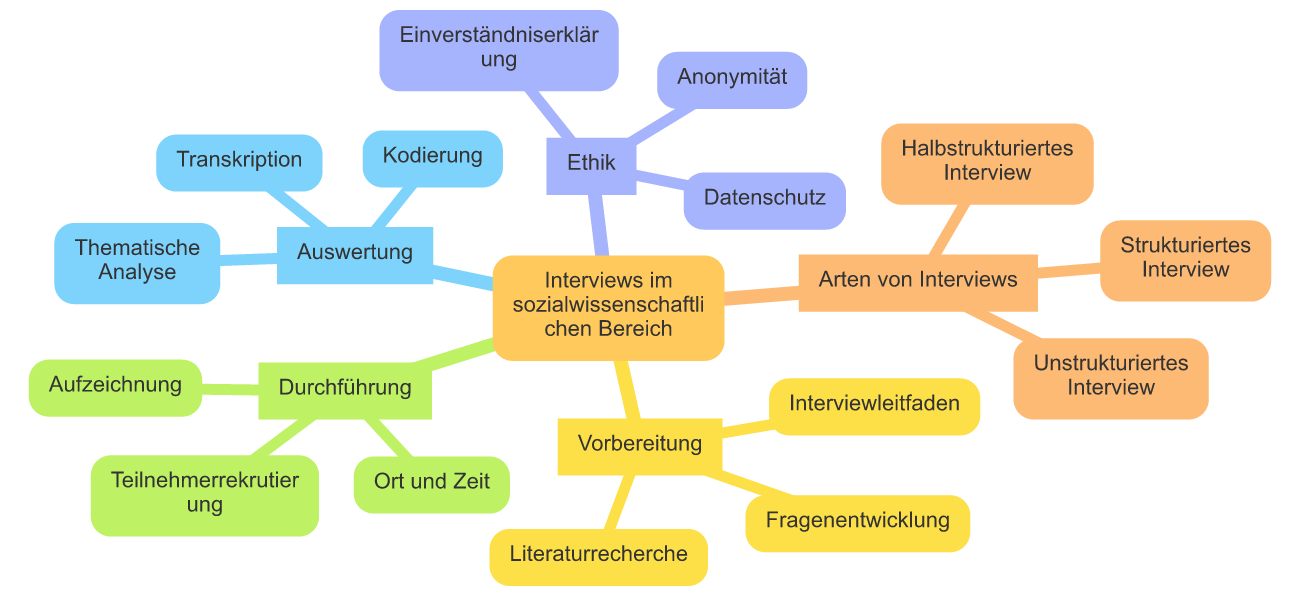 Einverständniserklär
ung
Anonymität
Ethik
Datenschutz
Transkription
Kodierung
Thematische
Analyse
Auswertung
Halbstrukturiertes
Interview
Strukturiertes
Interview
Arten von Interviews
Unstrukturiertes
Interview
Interviews im
sozialwissenschaftli
chen Bereich
Aufzeichnung
Durchführung
Teilnehmerrekrutier
ung
Ort und Zeit
Interviewleitfaden
Vorbereitung
Fragenentwicklung
Literaturrecherche